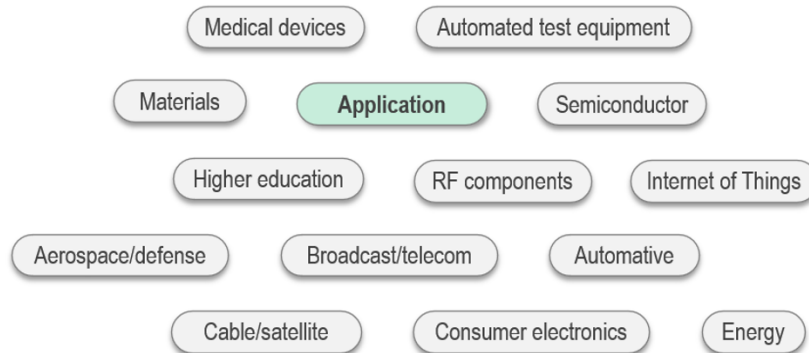 Medical devices
Automated test equipment
Materials
Application
Semiconductor
Higher education
RF components
Internet of Things
Aerospace/defense
Broadcast/telecom
Automative
Cable/satellite
Consumer electronics
Energy